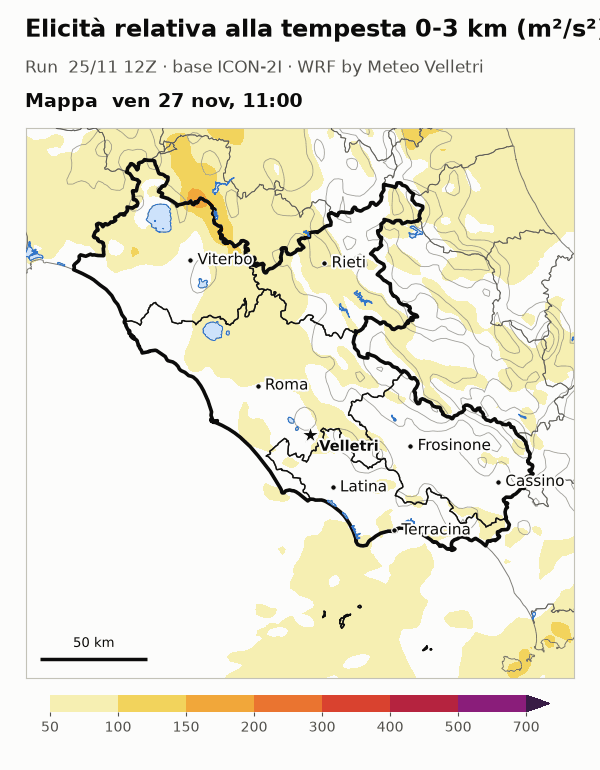 Elicità relativa alla tempesta 0-3 km (m²/s²)
Run 25/11 12Z · base ICON-2I · WRF by Meteo Velletri
Mappa ven 27 nov, 11:00
Viterbo
Rieti
Roma
Velletri
Frosinone
Cassino
Latina
Terracina
50 km
50 100 150 200 300 400 500 700